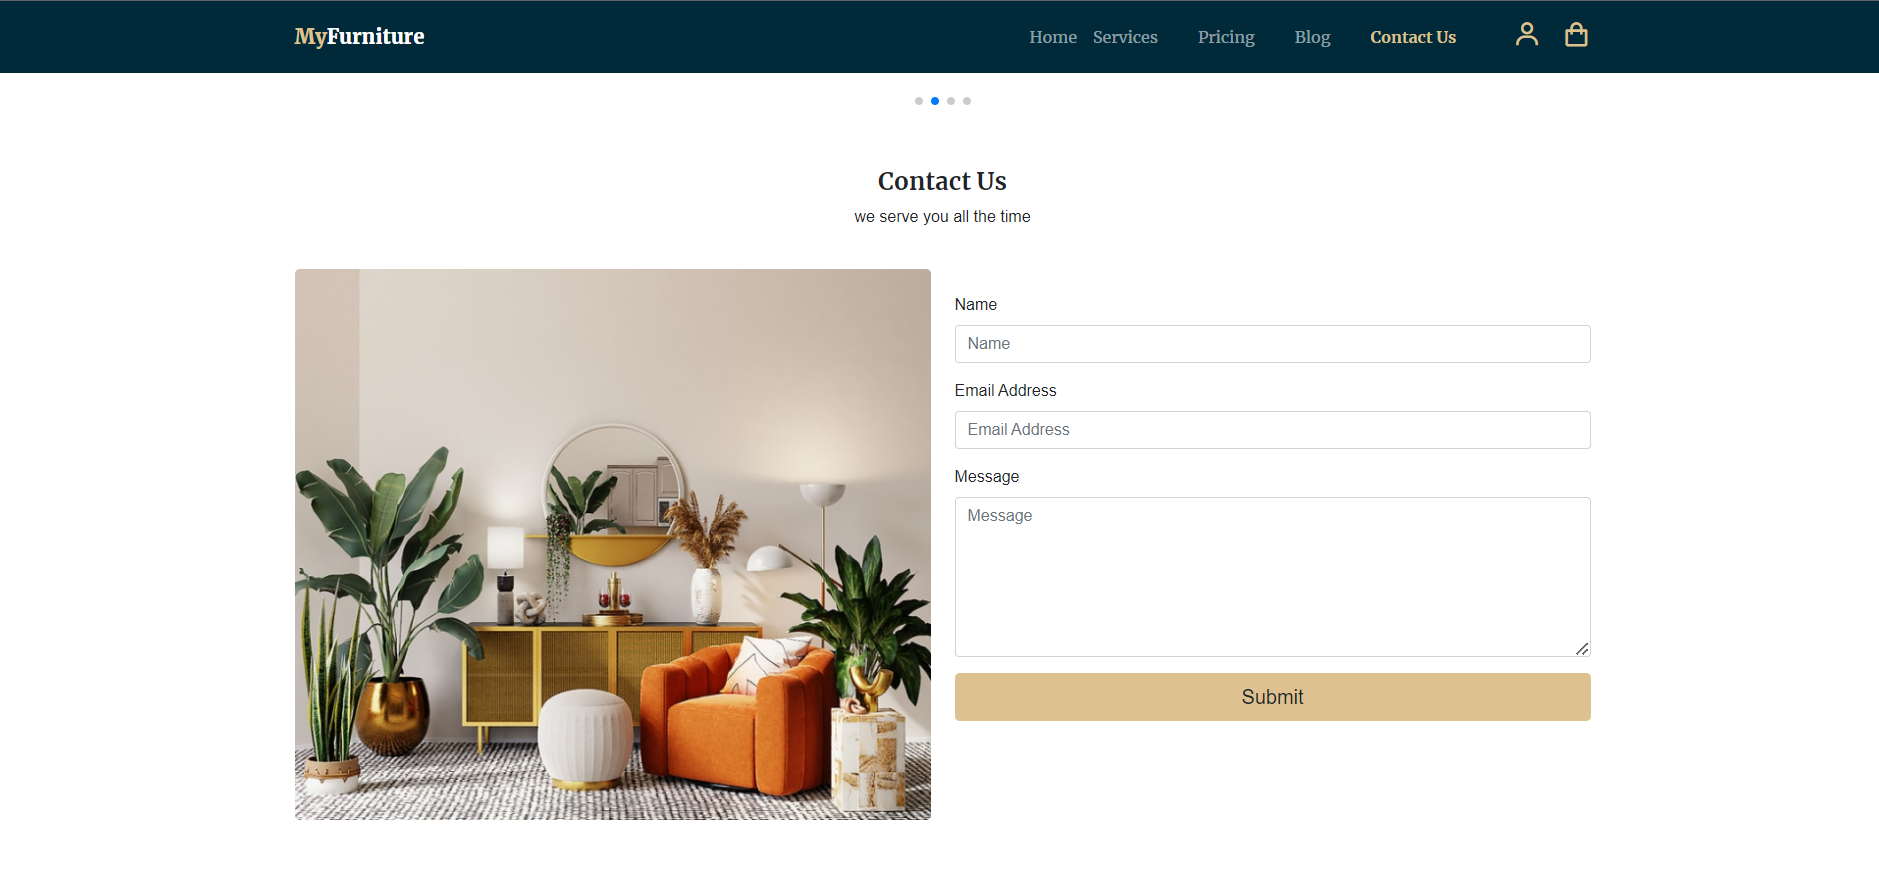 MyFurniture Home Services Pricing Blog Contact Us
Contact Us
we serve you all the time
Name
Name
Email Address
Email Address
Message
Message
Submit